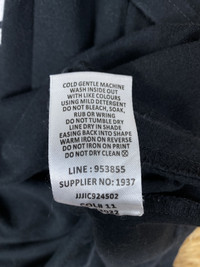 COLD GENTLE MACHINE
WASH INSIDE OUT
WITH LIKE COLOURS
USING MILD DETERGENT
DO NOT BLEACH, SOAK,
RUB OR WRING
DO NOT TUMBLE DRY
LINE DRY IN SHADE
EASING BACK INTO SHAPE
WARM IRON ON REVERSE
DO NOT IRON ON PRINT
DO NOT DRY CLEAN
LINE : 953855
SUPPLIER NO: 1937
JJJIC924502